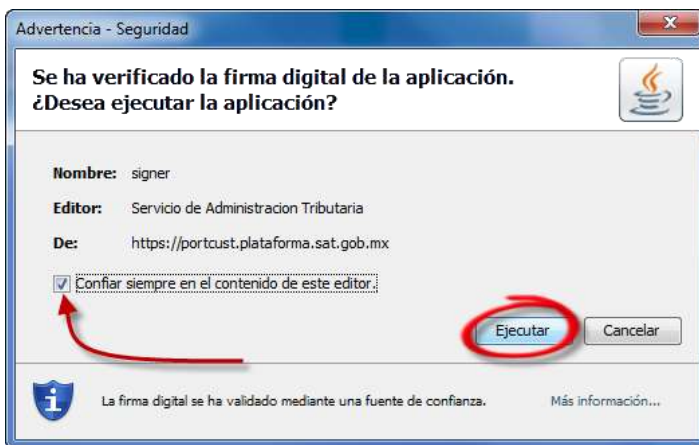 Advertencia - Seguridad
Se ha verificado la firma digital de la aplicación.
¿Desea ejecutar la aplicación?
Nombre: signer
Editor: Servicio de Administracion Tributaria
De: https://portcust.plataforma.sat.gob.mx
Confiar siempre en el contenido de este editor.
Ejecutar Cancelar
La firma digital se ha validado mediante una fuente de confianza. Más información...